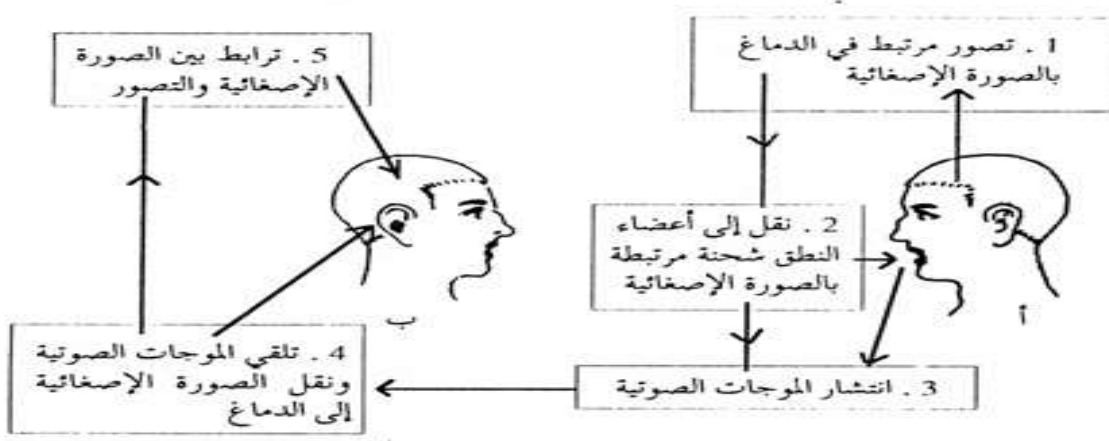 1 . تصور مرتبط في الدماغ
بالصورة الإصغائية
2 . نقل إلى أعضاء
النطق شحنة مرتبطة
بالصورة الإصغائية
أ
3 . انتشار الموجات الصوتية
4 . تلقي الموجات الصوتية
ونقل الصورة الإصغائية
إلى الدماغ
ب
5 . ترابط بين الصورة
الإصغائية والتصور